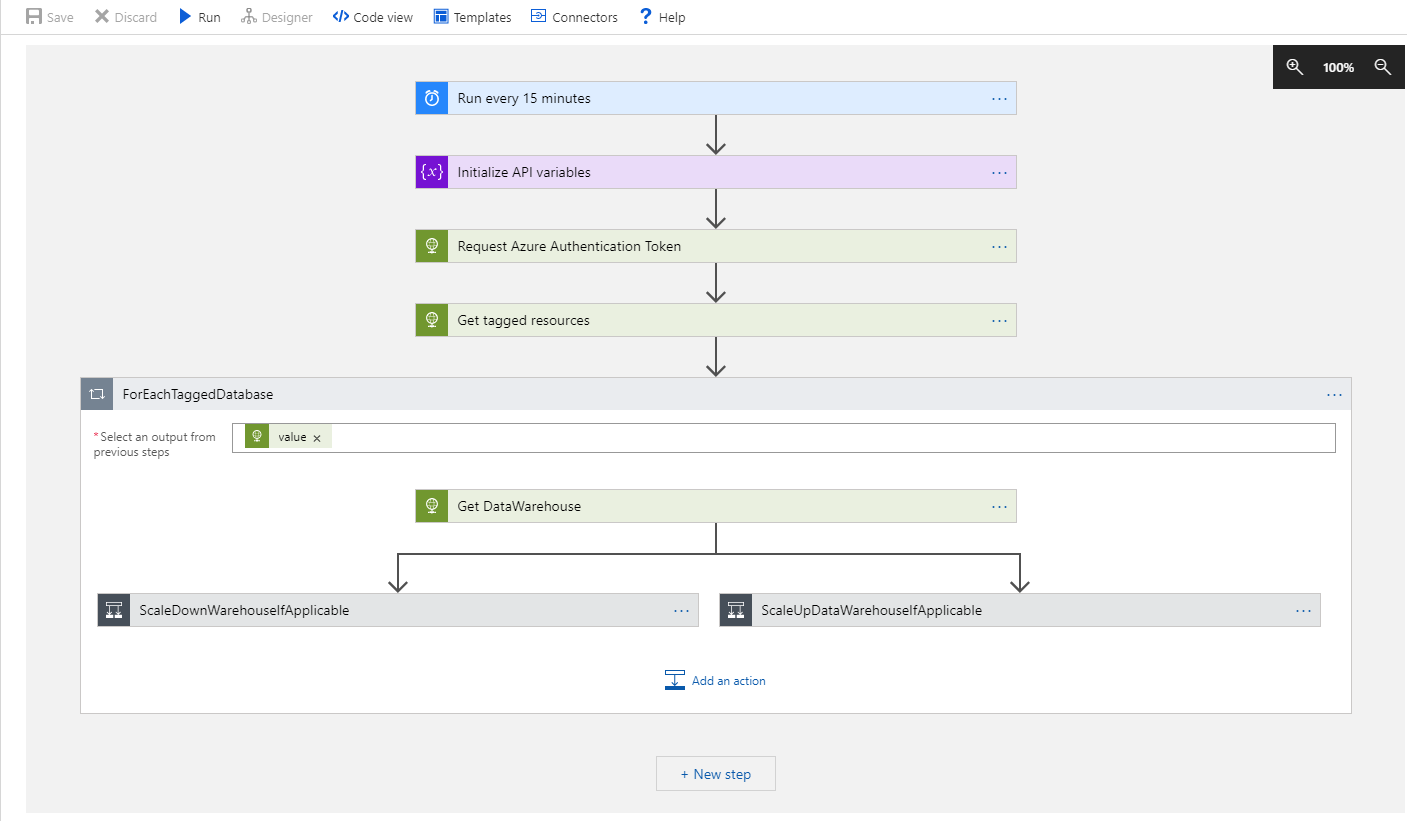 Save Discard Run Designer </> Code view Templates Connectors ? Help
100%
Run every 15 minutes ...
{x} Initialize API variables ...
Request Azure Authentication Token ...
Get tagged resources ...
ForEachTaggedDatabase ...
*Select an output from
previous steps
value ×
Get DataWarehouse ...
ScaleDownWarehouseIfApplicable ...
ScaleUpDataWarehouseIfApplicable ...
Add an action
+ New step